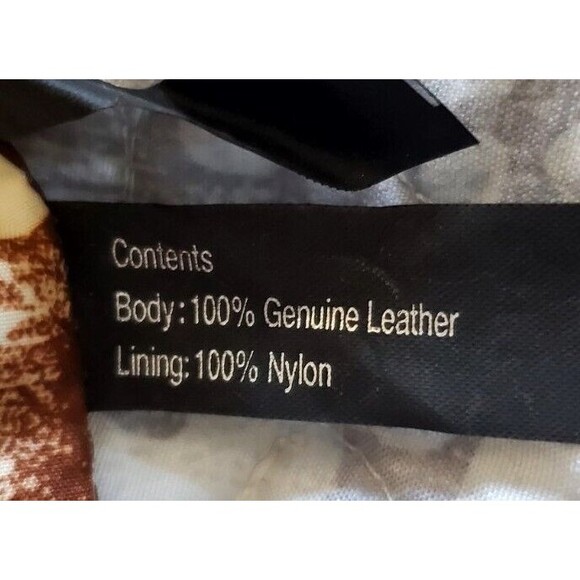 Contents
Body: 100% Genuine Leather
Lining: 100% Nylon